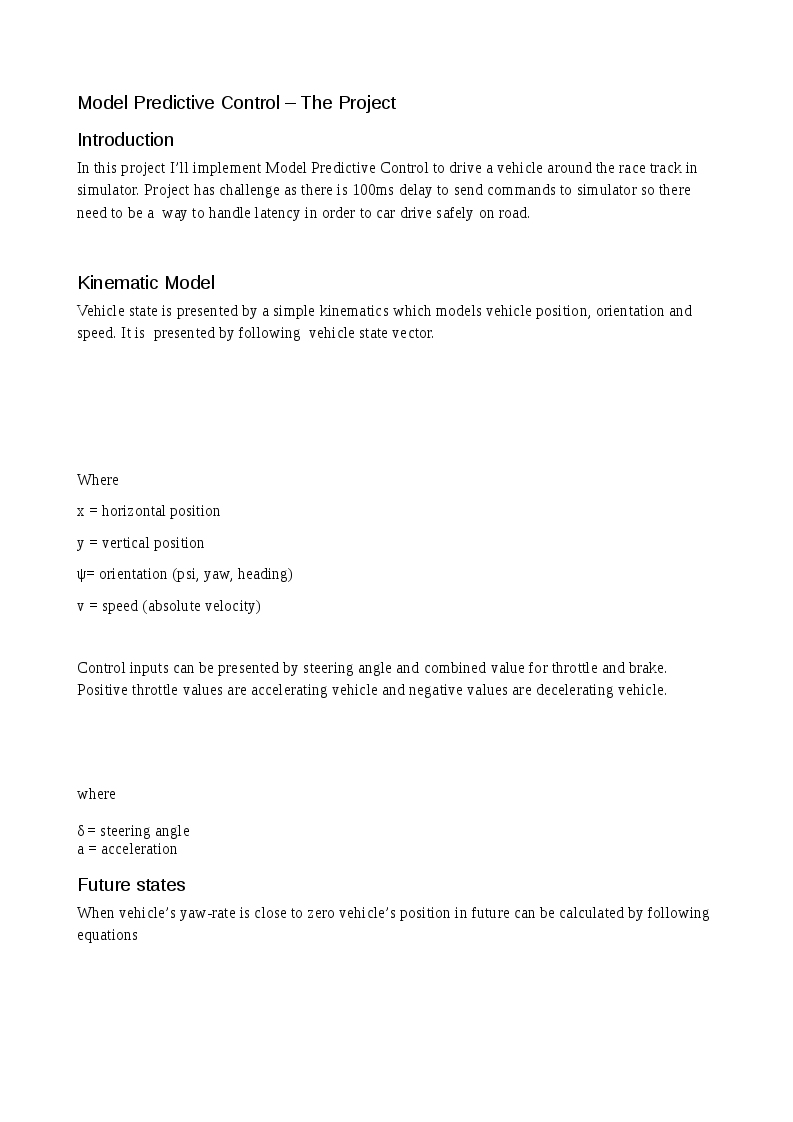 Model Predictive Control – The Project
Introduction
In this project I’ll implement Model Predictive Control to drive a vehicle around the race track in
simulator. Project has challenge as there is 100ms delay to send commands to simulator so there
need to be a  way to handle latency in order to car drive safely on road.
Kinematic Model
Vehicle state is presented by a simple kinematics which models vehicle position, orientation and
speed. It is  presented by following  vehicle state vector.
Where
x = horizontal position
y = vertical position
ψ= orientation (psi, yaw, heading)
v = speed (absolute velocity)
Control inputs can be presented by steering angle and combined value for throttle and brake.
Positive throttle values are accelerating vehicle and negative values are decelerating vehicle.
where
δ = steering angle
a = acceleration
Future states
When vehicle’s yaw-rate is close to zero vehicle’s position in future can be calculated by following
equations